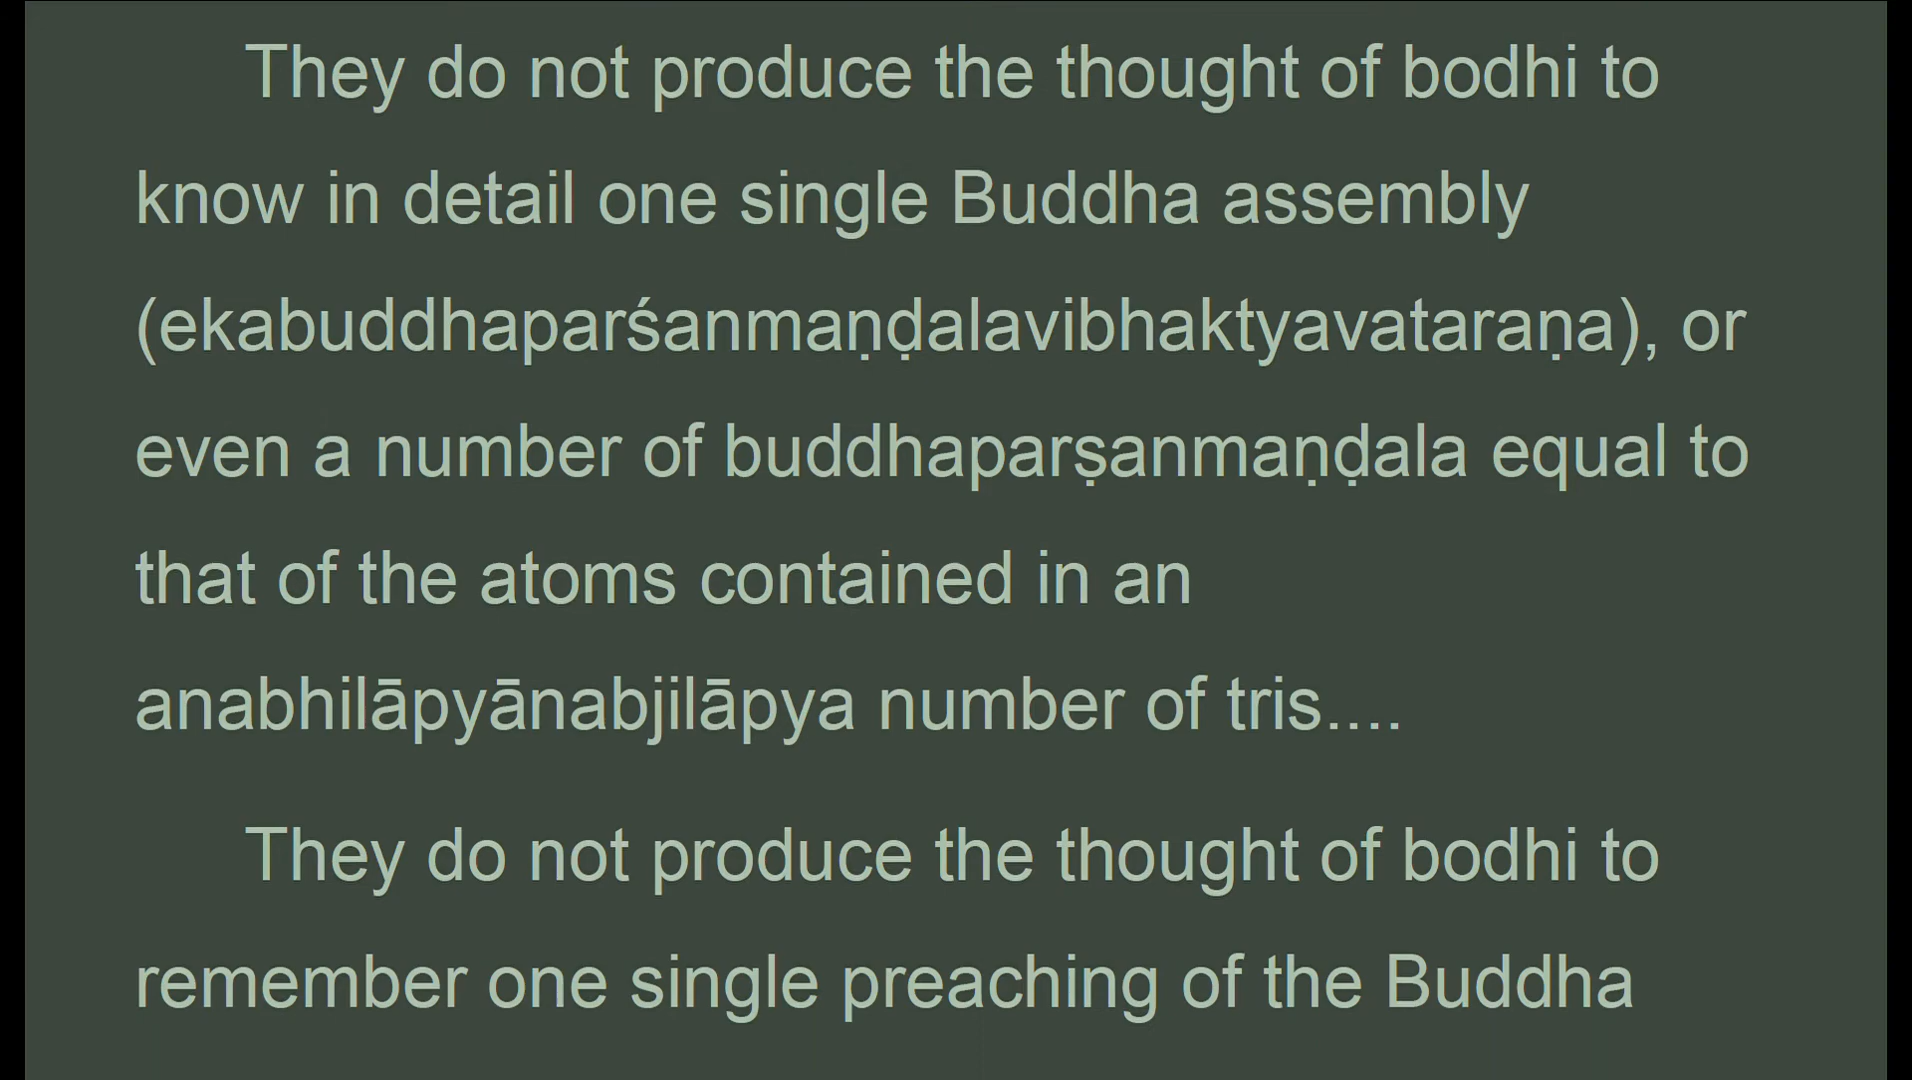 They do not produce the thought of bodhi to
know in detail one single Buddha assembly
(ekabuddhaparśanmaṇḍalavibhaktyavataraṇa), or
even a number of buddhaparṣanmaṇḍala equal to
that of the atoms contained in an
anabhilāpyānabjilāpya number of tris....
They do not produce the thought of bodhi to
remember one single preaching of the Buddha